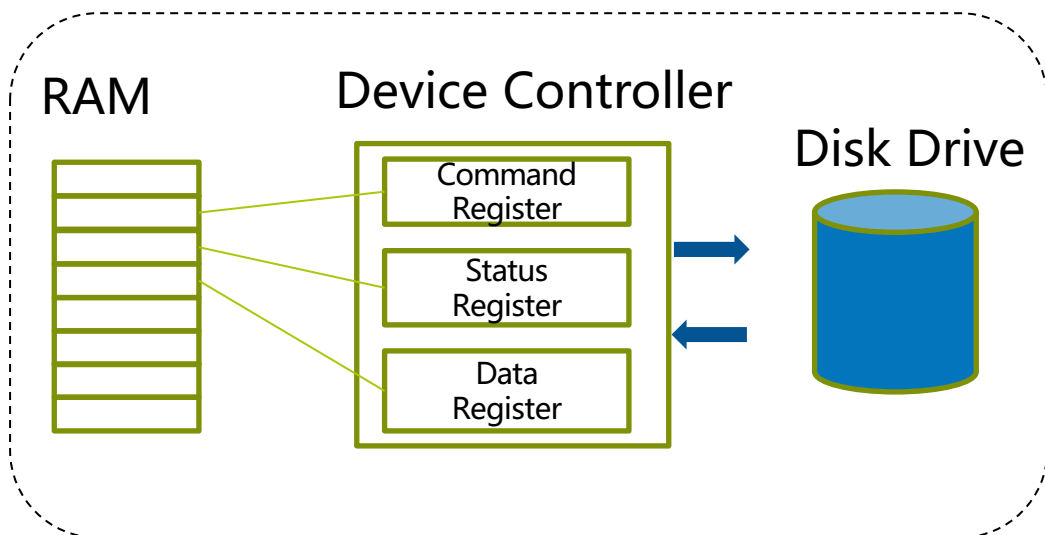 RAM
Device Controller
Disk Drive
Command
Register
Status
Register
Data
Register